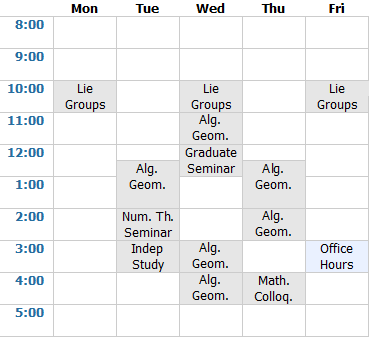 Mon Tue Wed Thu Fri
8:00
9:00
10:00 Lie Lie Lie
Groups Groups Groups
11:00 Alg.
Geom.
12:00 Graduate
Alg. Seminar Alg.
1:00 Geom. Geom.
2:00 Num. Th. Alg.
Seminar Geom.
3:00 Indep Alg. Office
Study Geom. Hours
4:00 Alg. Math.
Geom. Colloq.
5:00